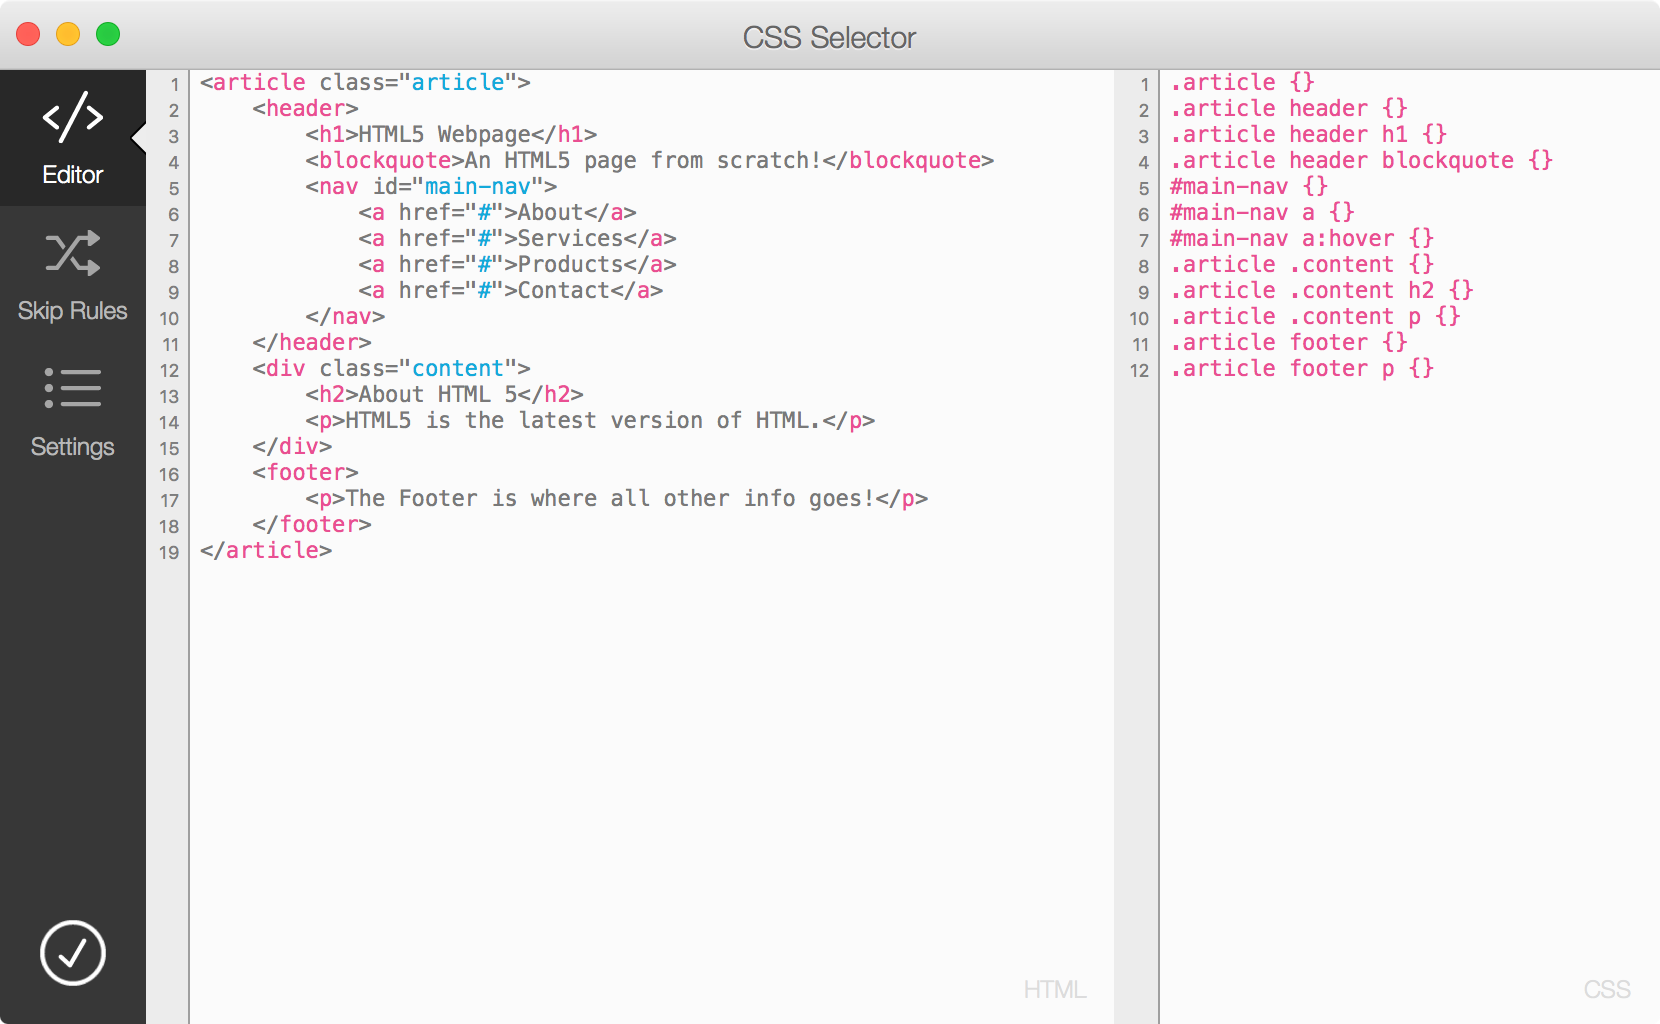 CSS Selector
Editor
Skip Rules
Settings
1 <article class="article">
2     <header>
3         <h1>HTML5 Webpage</h1>
4         <blockquote>An HTML5 page from scratch!</blockquote>
5         <nav id="main-nav">
6             <a href="#">About</a>
7             <a href="#">Services</a>
8             <a href="#">Products</a>
9             <a href="#">Contact</a>
10         </nav>
11     </header>
12     <div class="content">
13         <h2>About HTML 5</h2>
14         <p>HTML5 is the latest version of HTML.</p>
15     </div>
16     <footer>
17         <p>The Footer is where all other info goes!</p>
18     </footer>
19 </article>
HTML
1 .article {}
2 .article header {}
3 .article header h1 {}
4 .article header blockquote {}
5 #main-nav {}
6 #main-nav a {}
7 #main-nav a:hover {}
8 .article .content {}
9 .article .content h2 {}
10 .article .content p {}
11 .article footer {}
12 .article footer p {}
CSS